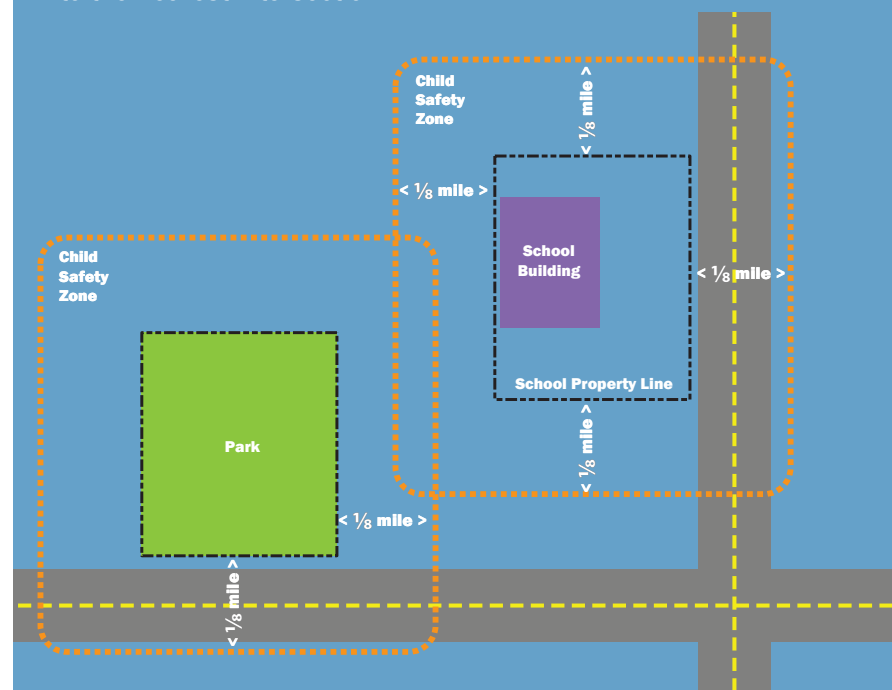 Child
Safety
Zone
⅛ mile
< ⅛ mile >
School
Building
< ⅛ mile >
School Property Line
< ⅛ mile >
Child
Safety
Zone
Park
< ⅛ mile >
< ⅛ mile >